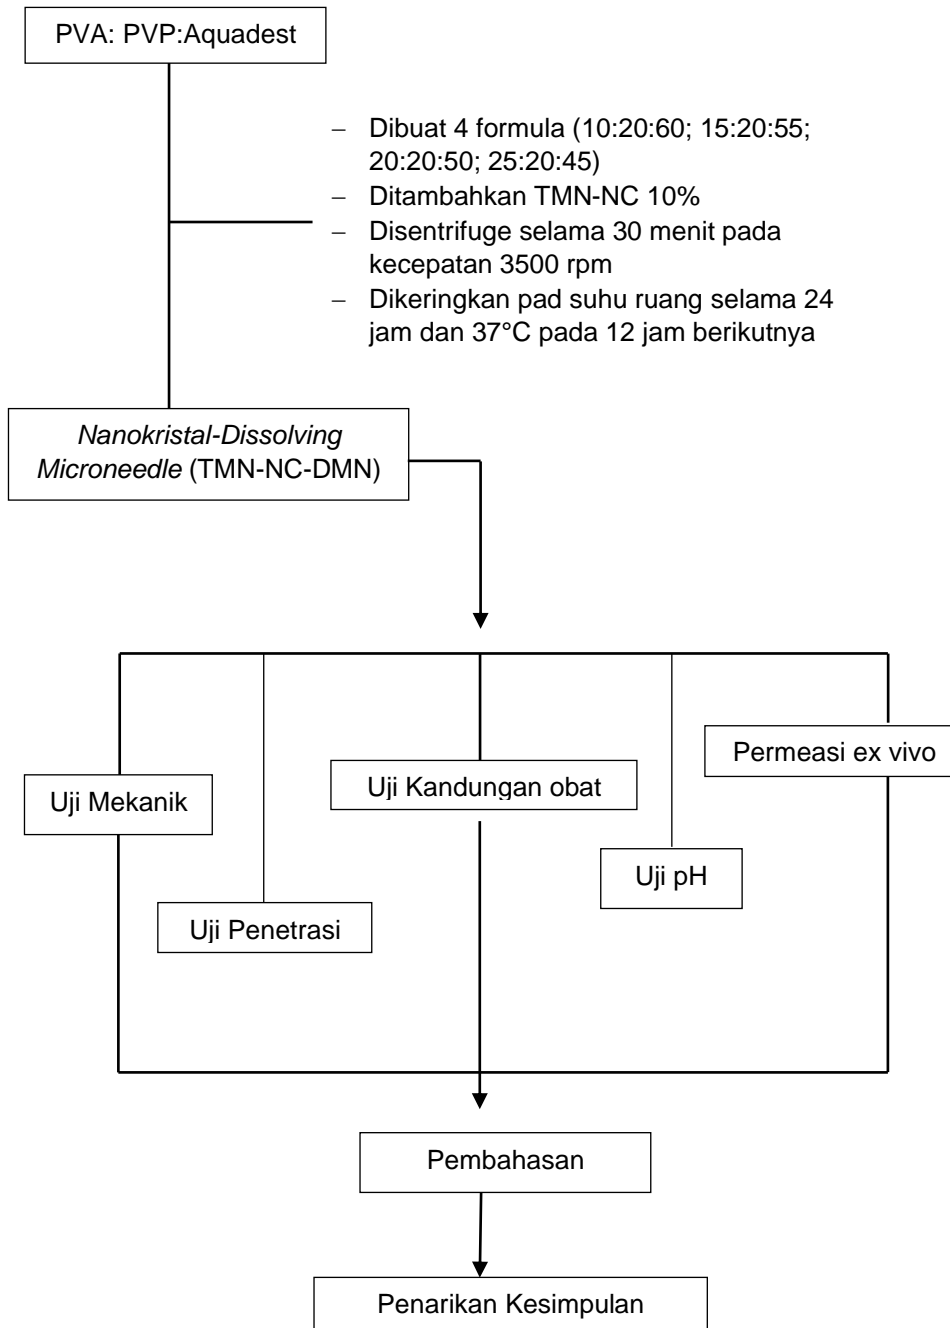 PVA: PVP:Aquadest
– Dibuat 4 formula (10:20:60; 15:20:55;
20:20:50; 25:20:45)
– Ditambahkan TMN-NC 10%
– Disentrifuge selama 30 menit pada
kecepatan 3500 rpm
– Dikeringkan pad suhu ruang selama 24
jam dan 37°C pada 12 jam berikutnya
Nanokristal-Dissolving
Microneedle (TMN-NC-DMN)
Uji Mekanik
Uji Penetrasi
Uji Kandungan obat
Uji pH
Permeasi ex vivo
Pembahasan
Penarikan Kesimpulan